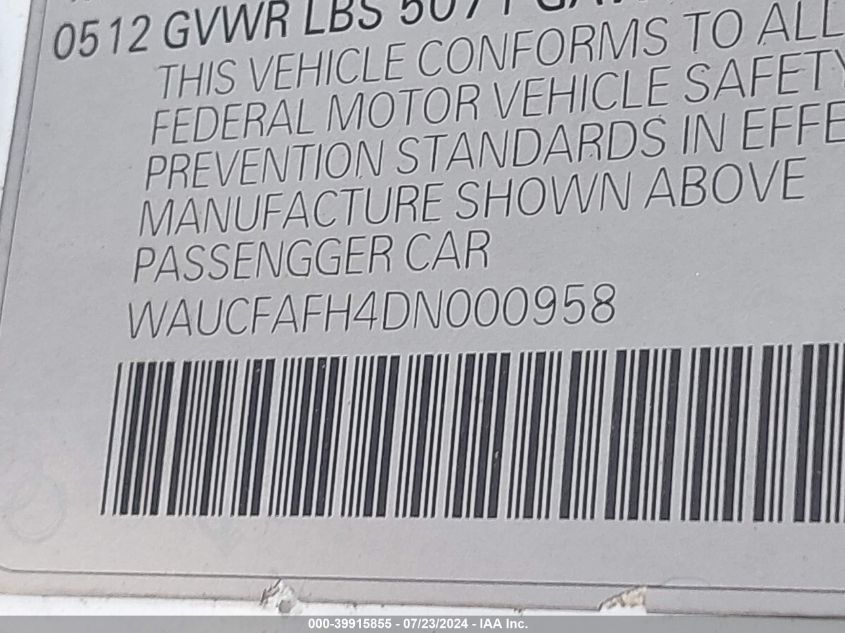 0512 GVWR LBS 5071
THIS VEHICLE CONFORMS TO ALL
FEDERAL MOTOR VEHICLE SAFETY
PREVENTION STANDARDS IN EFFE
MANUFACTURE SHOWN ABOVE
PASSENGGER CAR
WAUCFAFH4DN000958
000-39915855 - 07/23/2024 - IAA Inc.